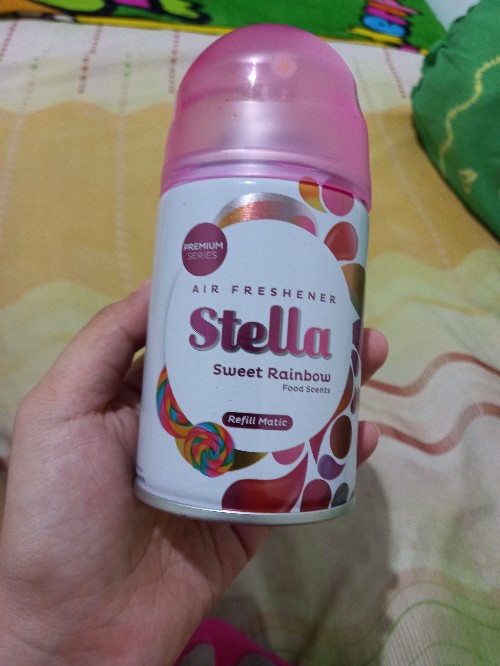 PREMIUM
SERIES
AIR FRESHENER
Stella
Sweet Rainbow
Food Scents
Refill Matic